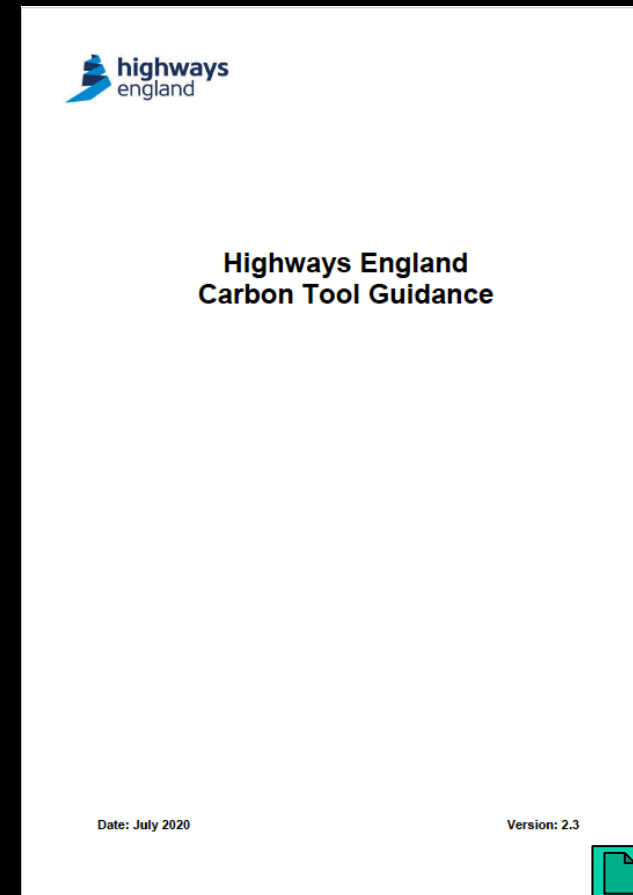 highways
england
Highways England
Carbon Tool Guidance
Date: July 2020
Version: 2.3